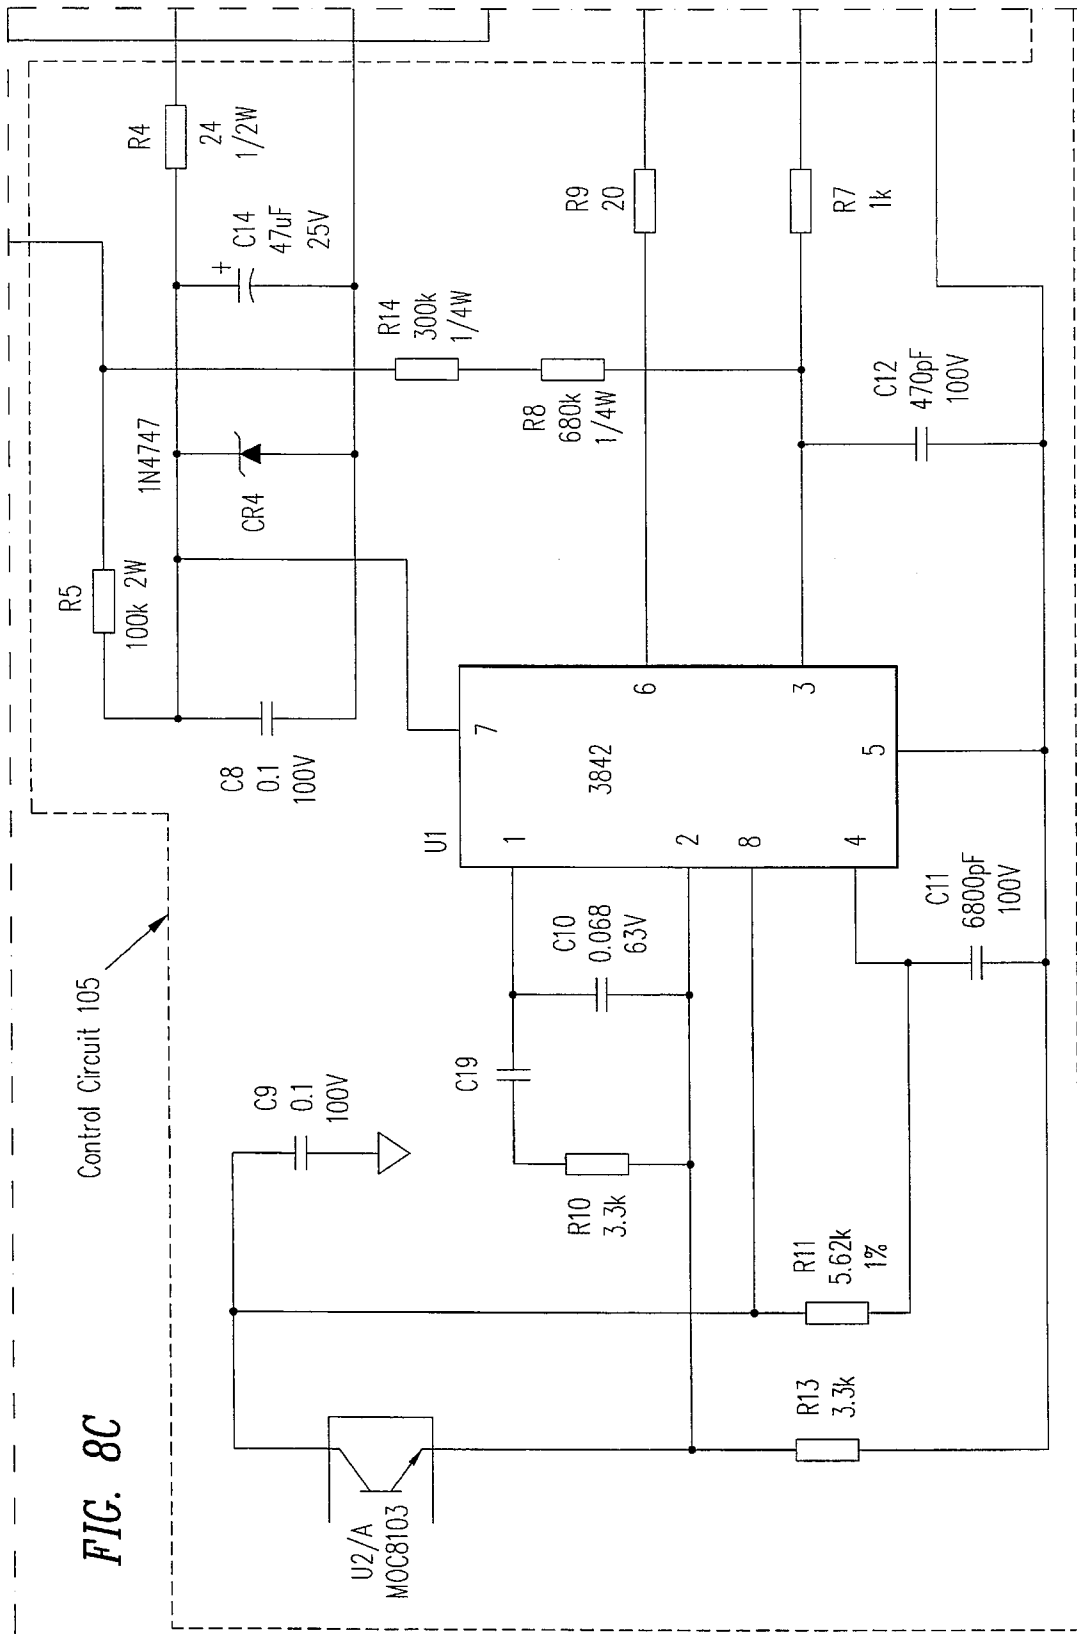 FIG. 8C
Control Circuit 105
U2/A
MOC8103
C9
0.1
100V
R10
3.3k
C19
C10
0.068
63V
R13
3.3k
R11
5.62k
1%
C11
6800pF
100V
U1
3842
1
2
8
4
7
6
3
5
C8
0.1
100V
R5
100k 2W
1N4747
CR4
C14
47uF
25V
+
R4
24
1/2W
R14
300k
1/4W
R8
680k
1/4W
R9
20
R7
1k
C12
470pF
100V